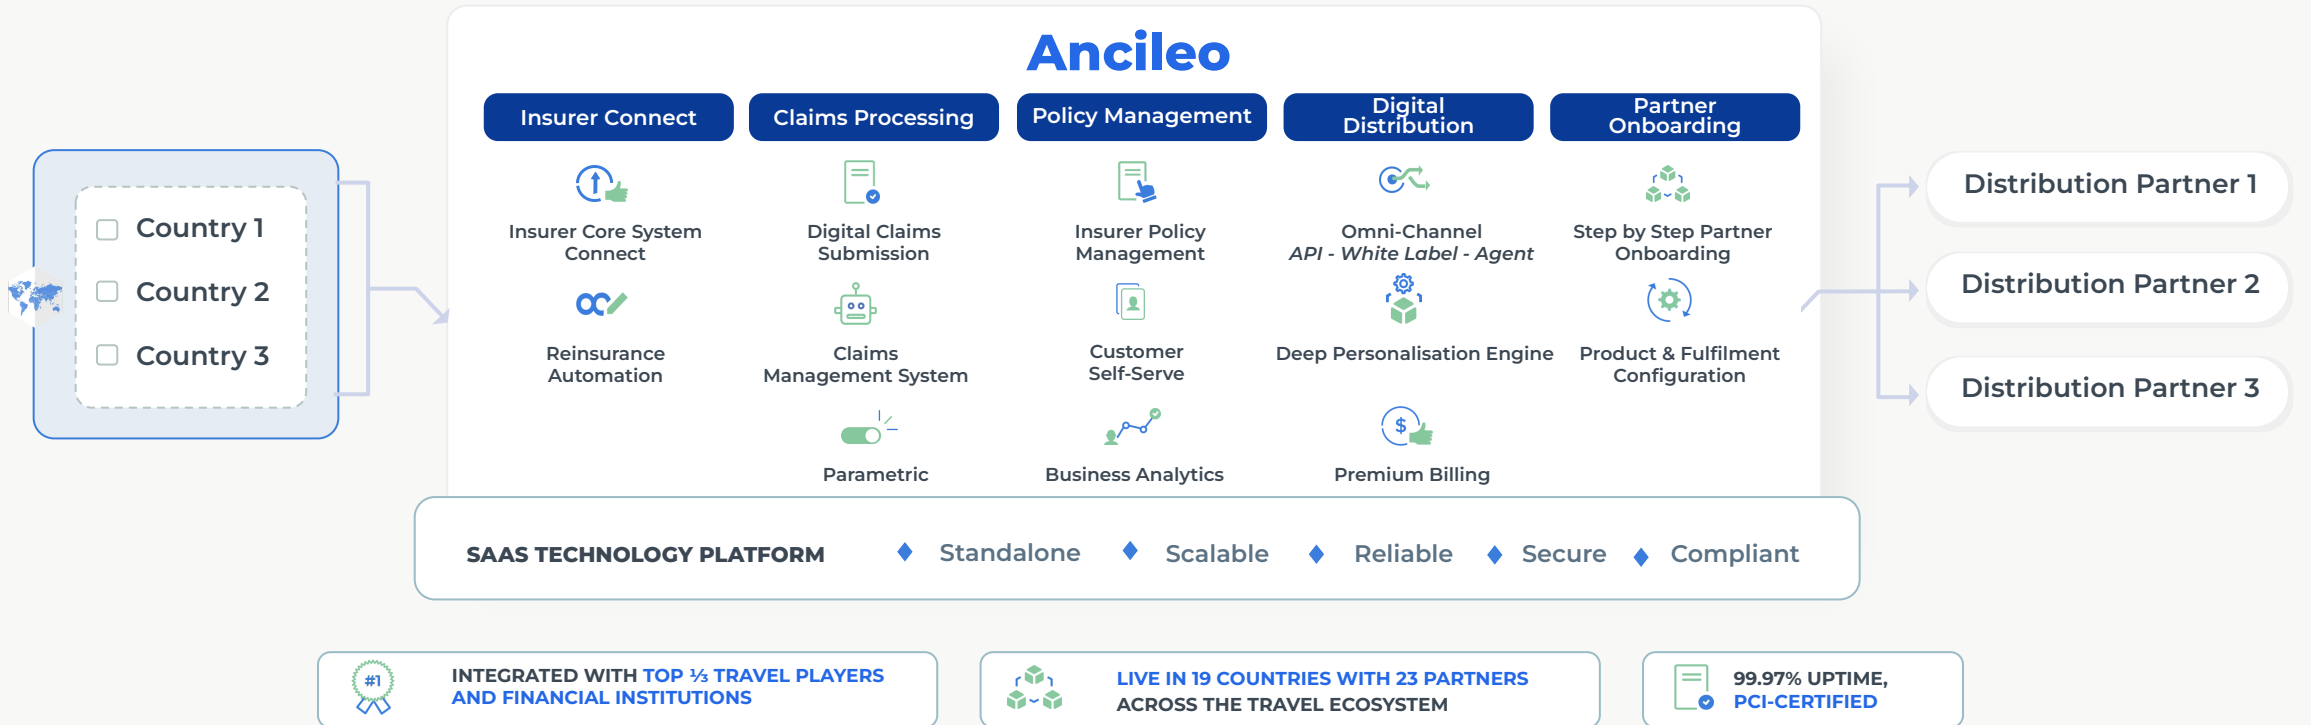 Ancileo
Insurer Connect
Claims Processing
Policy Management
Digital
Distribution
Partner
Onboarding
Country 1
Country 2
Country 3
Insurer Core System
Connect
Reinsurance
Automation
Digital Claims
Submission
Claims
Management System
Parametric
Insurer Policy
Management
Customer
Self-Serve
Business Analytics
Omni-Channel
API - White Label - Agent
Deep Personalisation Engine
$
Premium Billing
Step by Step Partner
Onboarding
Product & Fulfilment
Configuration
Distribution Partner 1
Distribution Partner 2
Distribution Partner 3
SAAS TECHNOLOGY PLATFORM
Standalone
Scalable
Reliable
Secure
Compliant
#1
INTEGRATED WITH TOP ⅓ TRAVEL PLAYERS
AND FINANCIAL INSTITUTIONS
LIVE IN 19 COUNTRIES WITH 23 PARTNERS
ACROSS THE TRAVEL ECOSYSTEM
99.97% UPTIME,
PCI-CERTIFIED